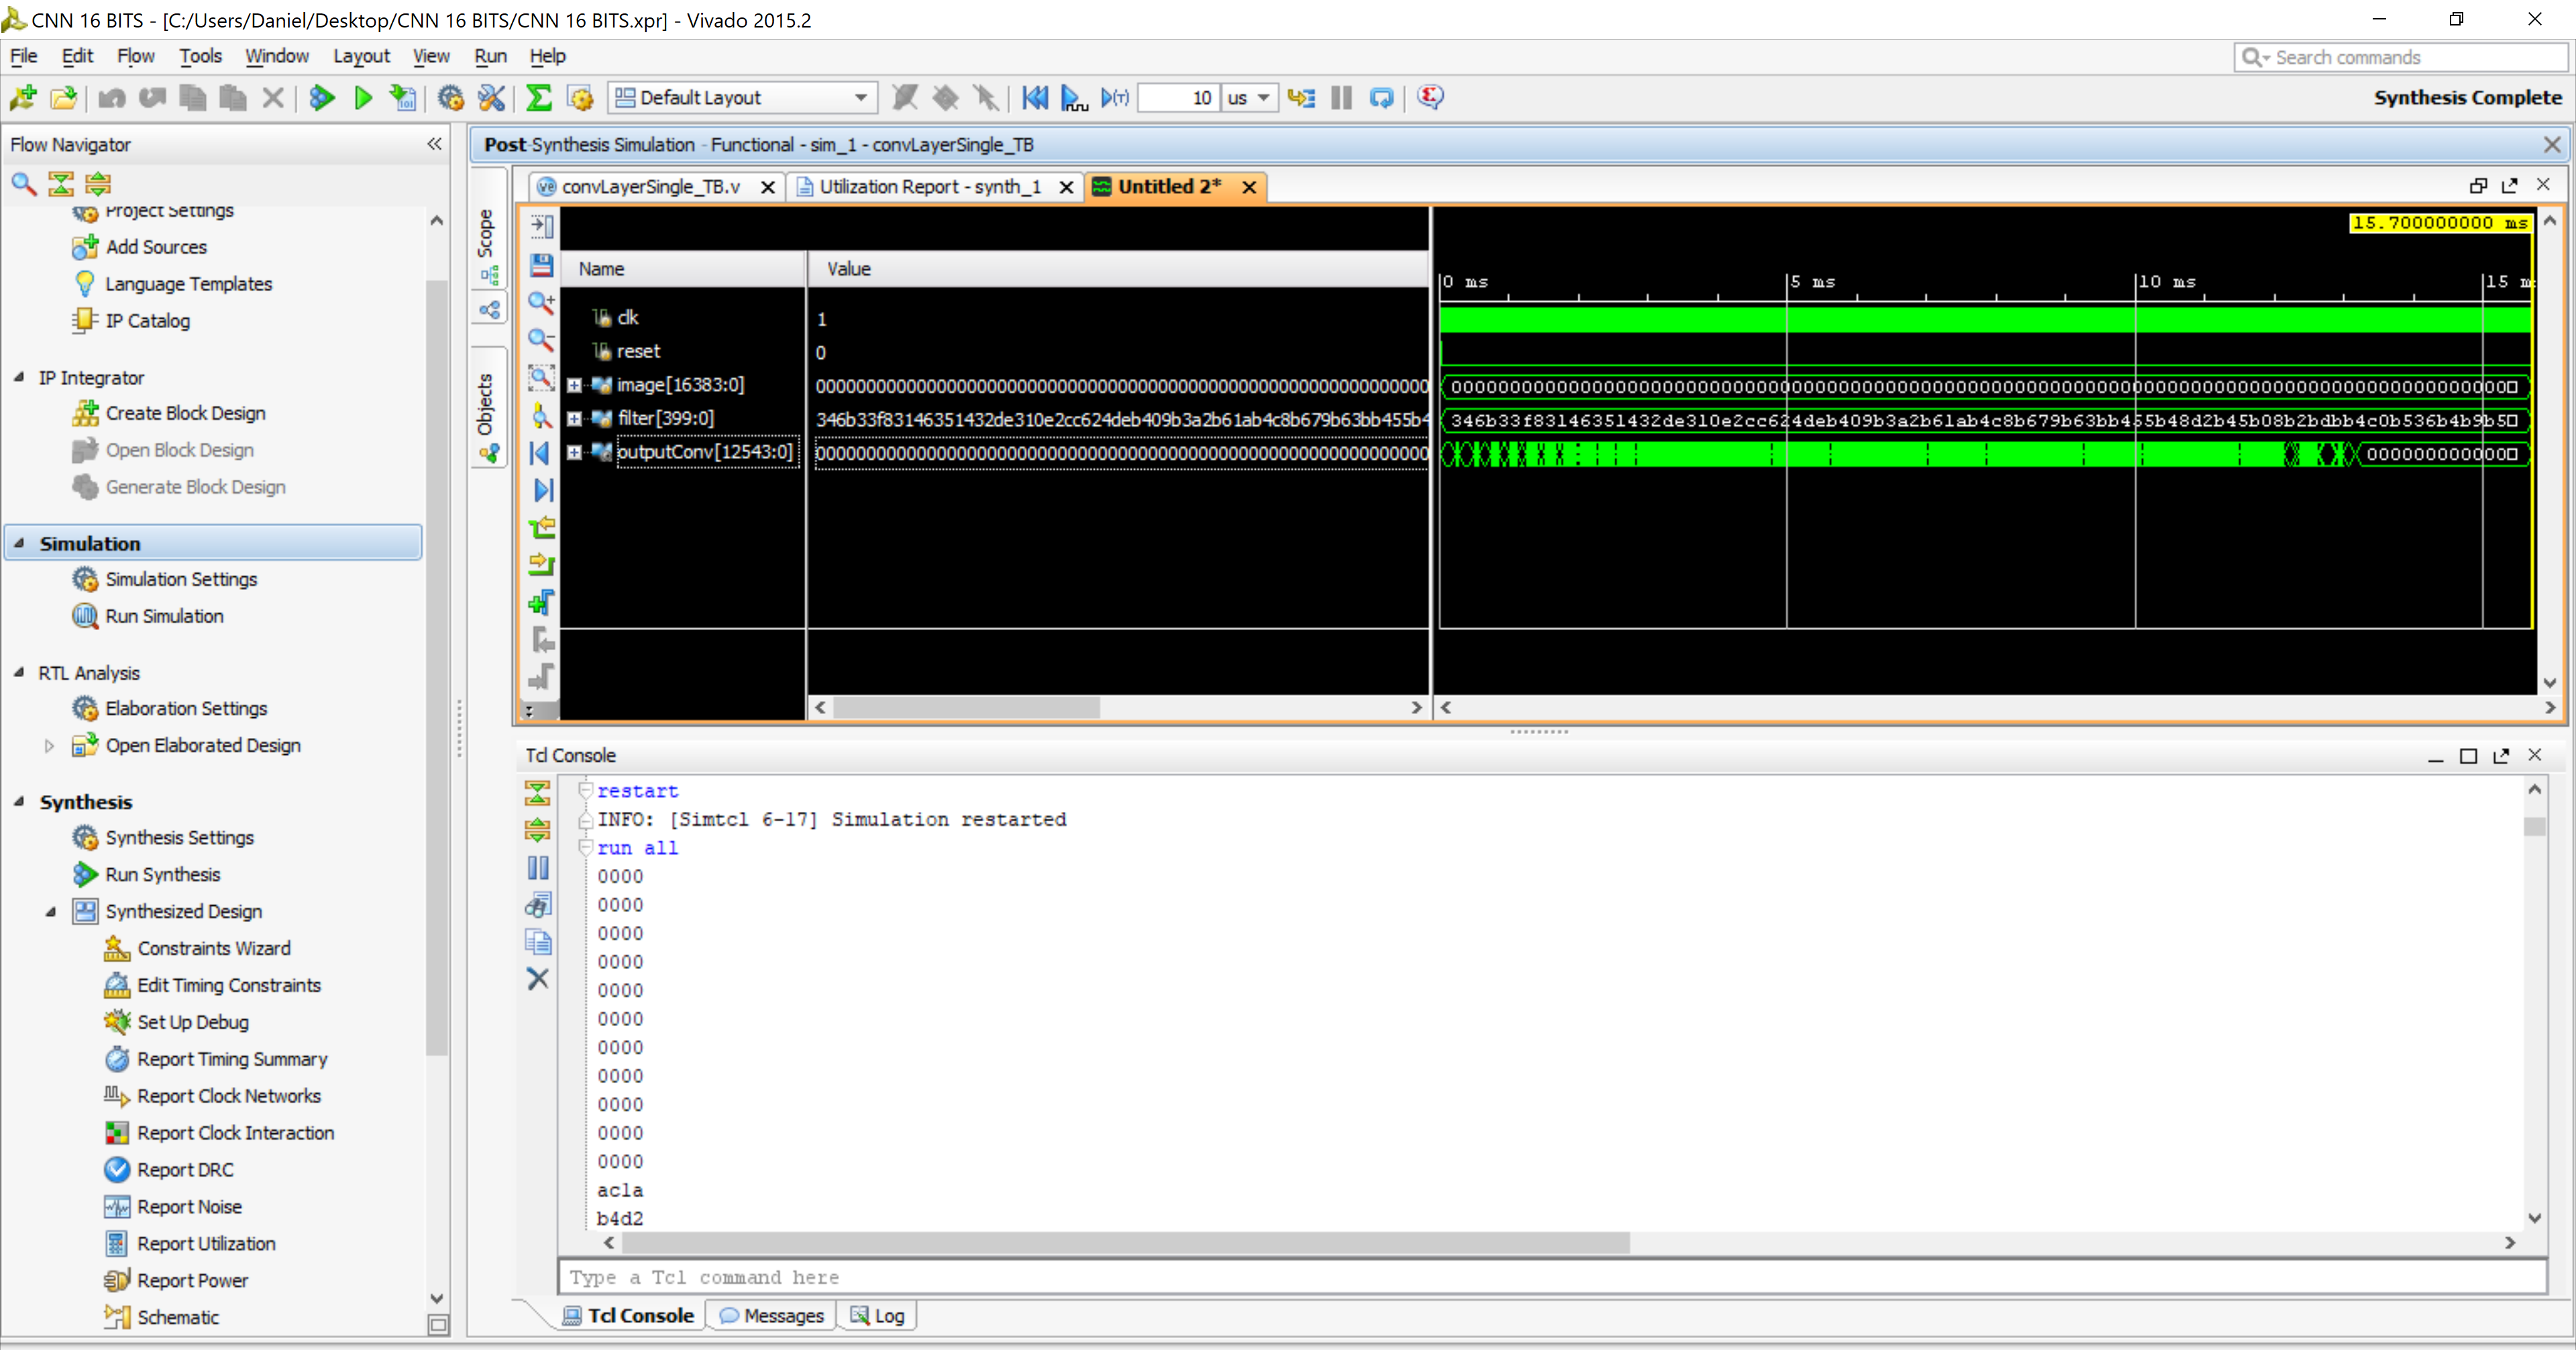 CNN 16 BITS - [C:/Users/Daniel/Desktop/CNN 16 BITS/CNN 16 BITS.xpr] - Vivado 2015.2
File Edit Flow Tools Window Layout View Run Help
Search commands
Default Layout
10 us
Synthesis Complete
Flow Navigator
Project Settings
Add Sources
Language Templates
IP Catalog
IP Integrator
Create Block Design
Open Block Design
Generate Block Design
Simulation
Simulation Settings
Run Simulation
RTL Analysis
Elaboration Settings
Open Elaborated Design
Synthesis
Synthesis Settings
Run Synthesis
Synthesized Design
Constraints Wizard
Edit Timing Constraints
Set Up Debug
Report Timing Summary
Report Clock Networks
Report Clock Interaction
Report DRC
Report Noise
Report Utilization
Report Power
Schematic
Post-Synthesis Simulation - Functional - sim_1 - convLayerSingle_TB
Scope
Objects
convLayerSingle_TB.v
Utilization Report - synth_1
Untitled 2*
15.700000000 ms
Name Value
0 ms 5 ms 10 ms 15 m
clk 1
reset 0
image[16383:0]
filter[399:0] 346b33f83146351432de310e2cc624deb409b3a2b61ab4c8b679b63bb455b4
346b33f83146351432de310e2cc624deb409b3a2b61ab4c8b679b63bb455b48d2b45b08b2bdbb4c0b536b4b9b5
outputConv[12543:0]
Tcl Console
restart
INFO: [Simtcl 6-17] Simulation restarted
run all
0000
0000
0000
0000
0000
0000
0000
0000
0000
0000
0000
ac1a
b4d2
Type a Tcl command here
Tcl Console Messages Log